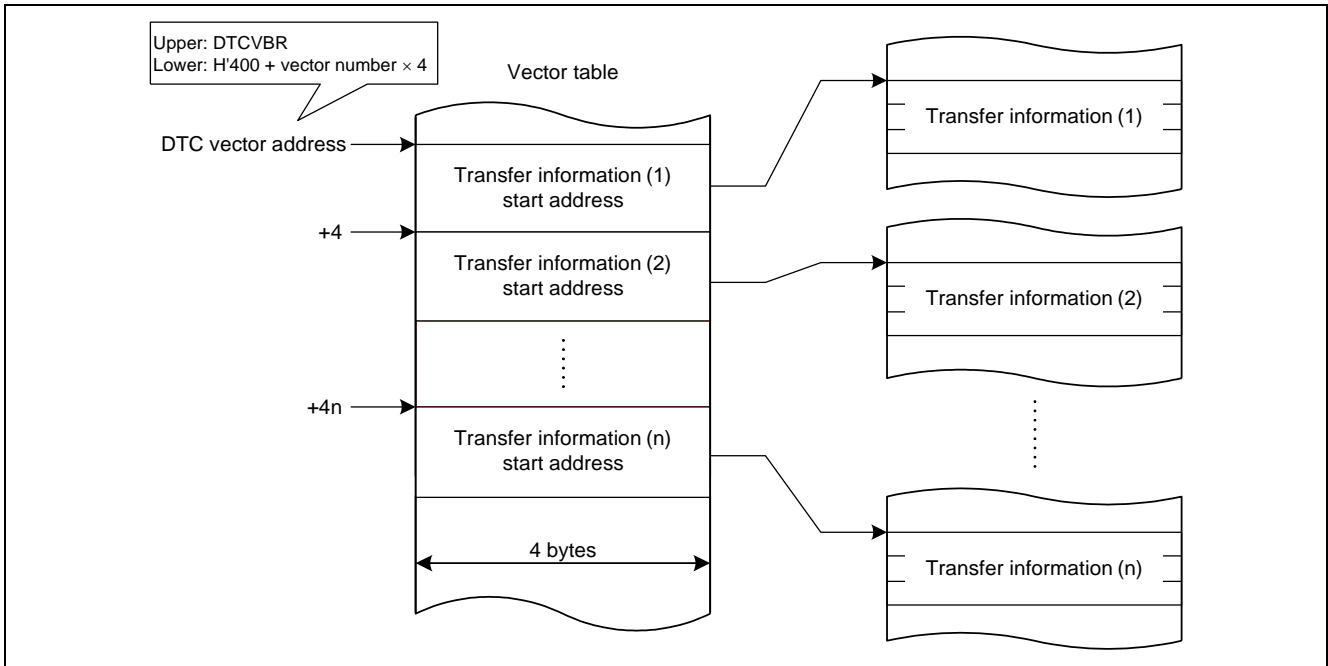 Upper: DTCVBR
Lower: H'400 + vector number × 4
Vector table
DTC vector address
Transfer information (1)
start address
+4
Transfer information (2)
start address
+4n
Transfer information (n)
start address
4 bytes
Transfer information (1)
Transfer information (2)
Transfer information (n)